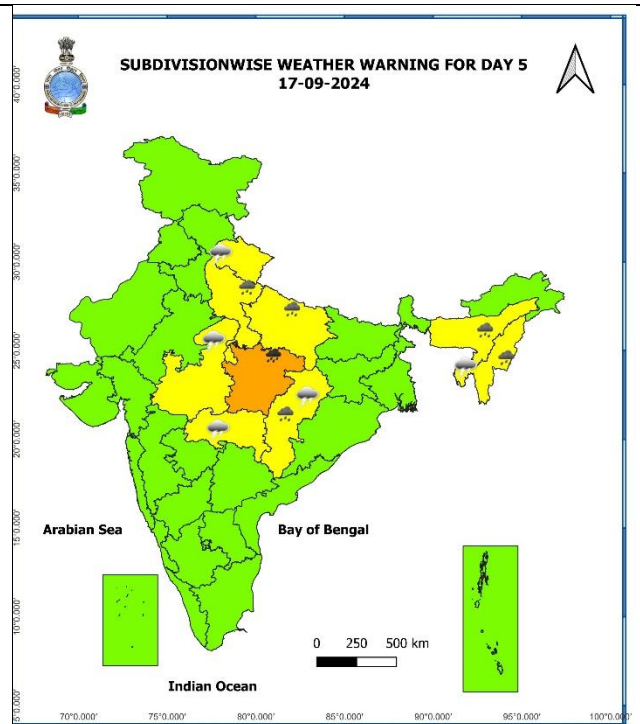 SUBDIVISIONWISE WEATHER WARNING FOR DAY 5
17-09-2024
40°0.000'
35°0.000'
30°0.000'
25°0.000'
20°0.000'
15°0.000'
10°0.000'
5°0.000'
Arabian Sea
Bay of Bengal
0 250 500 km
Indian Ocean
70°0.000' 75°0.000' 80°0.000' 85°0.000' 90°0.000' 95°0.000' 100°0.000'